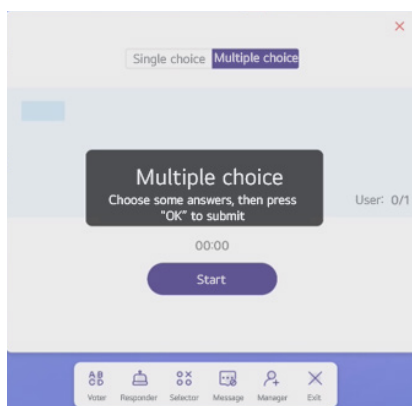 Single choice Multiple choice
Multiple choice
Choose some answers, then press
"OK" to submit
User: 0/1
00:00
Start
Voter Responder Selector Message Manager Exit